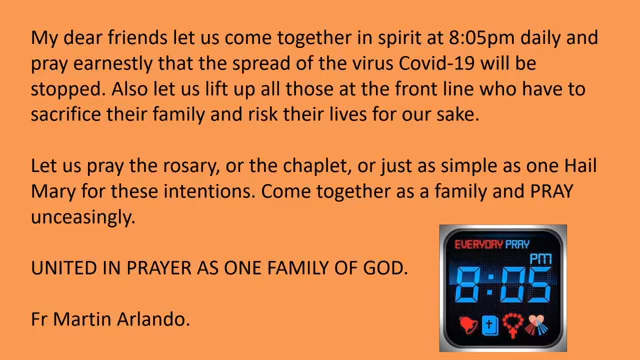 My dear friends let us come together in spirit at 8:05pm daily and
pray earnestly that the spread of the virus Covid-19 will be
stopped. Also let us lift up all those at the front line who have to
sacrifice their family and risk their lives for our sake.
Let us pray the rosary, or the chaplet, or just as simple as one Hail
Mary for these intentions. Come together as a family and PRAY
unceasingly.
UNITED IN PRAYER AS ONE FAMILY OF GOD.
Fr Martin Arlando.
EVERYDAY PRAY
PM
8:05